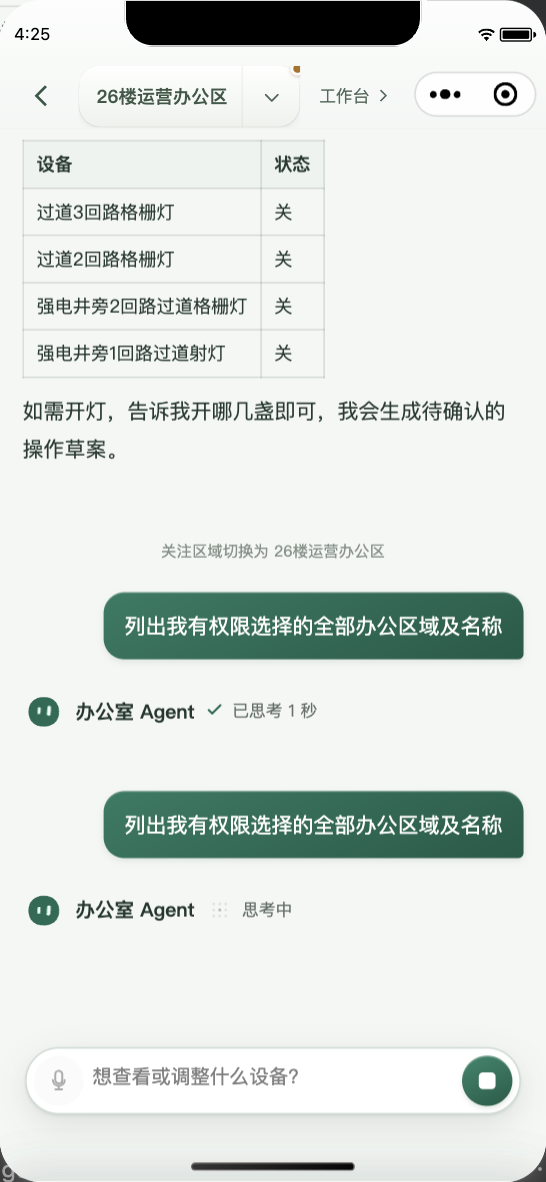 4:25
26楼运营办公区
工作台
设备 状态
过道3回路格栅灯 关
过道2回路格栅灯 关
强电井旁2回路过道格栅灯 关
强电井旁1回路过道射灯 关
如需开灯，告诉我开哪几盏即可，我会生成待确认的
操作草案。
关注区域切换为 26楼运营办公区
列出我有权限选择的全部办公区域及名称
办公室 Agent 已思考 1 秒
列出我有权限选择的全部办公区域及名称
办公室 Agent 思考中
想查看或调整什么设备?